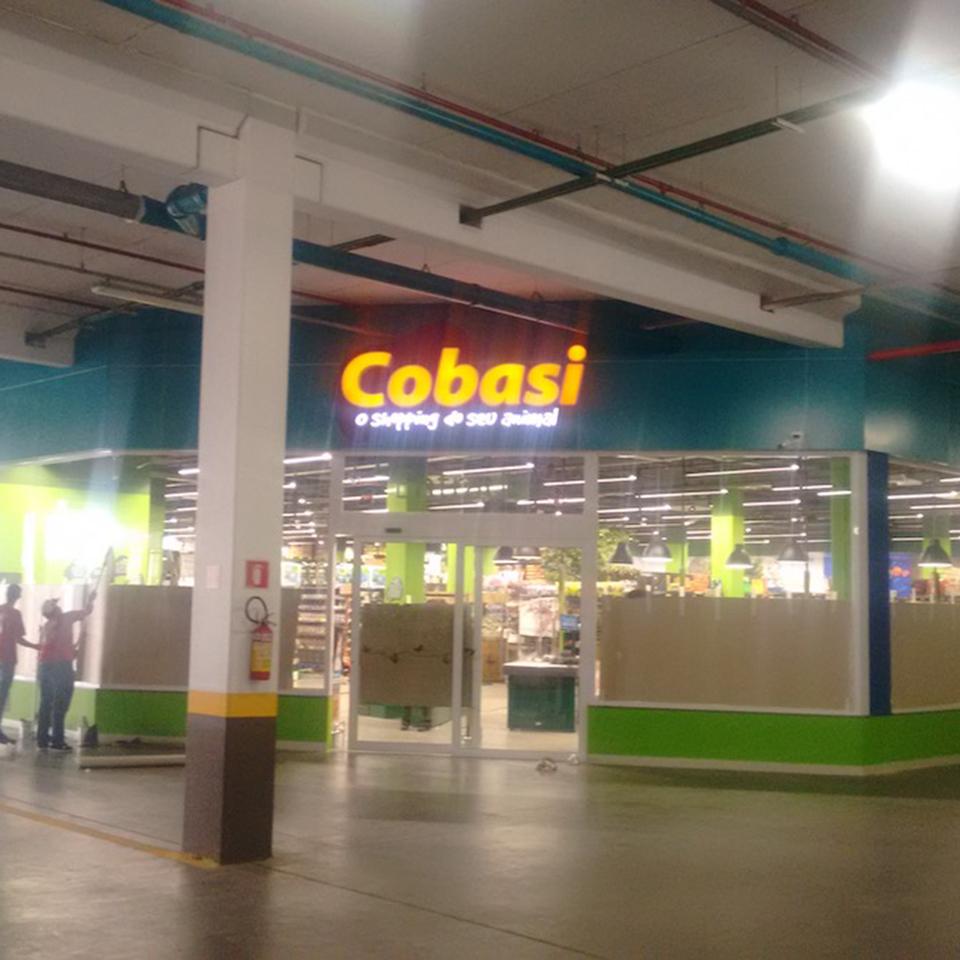 Cobasi
o shopping do seu animal